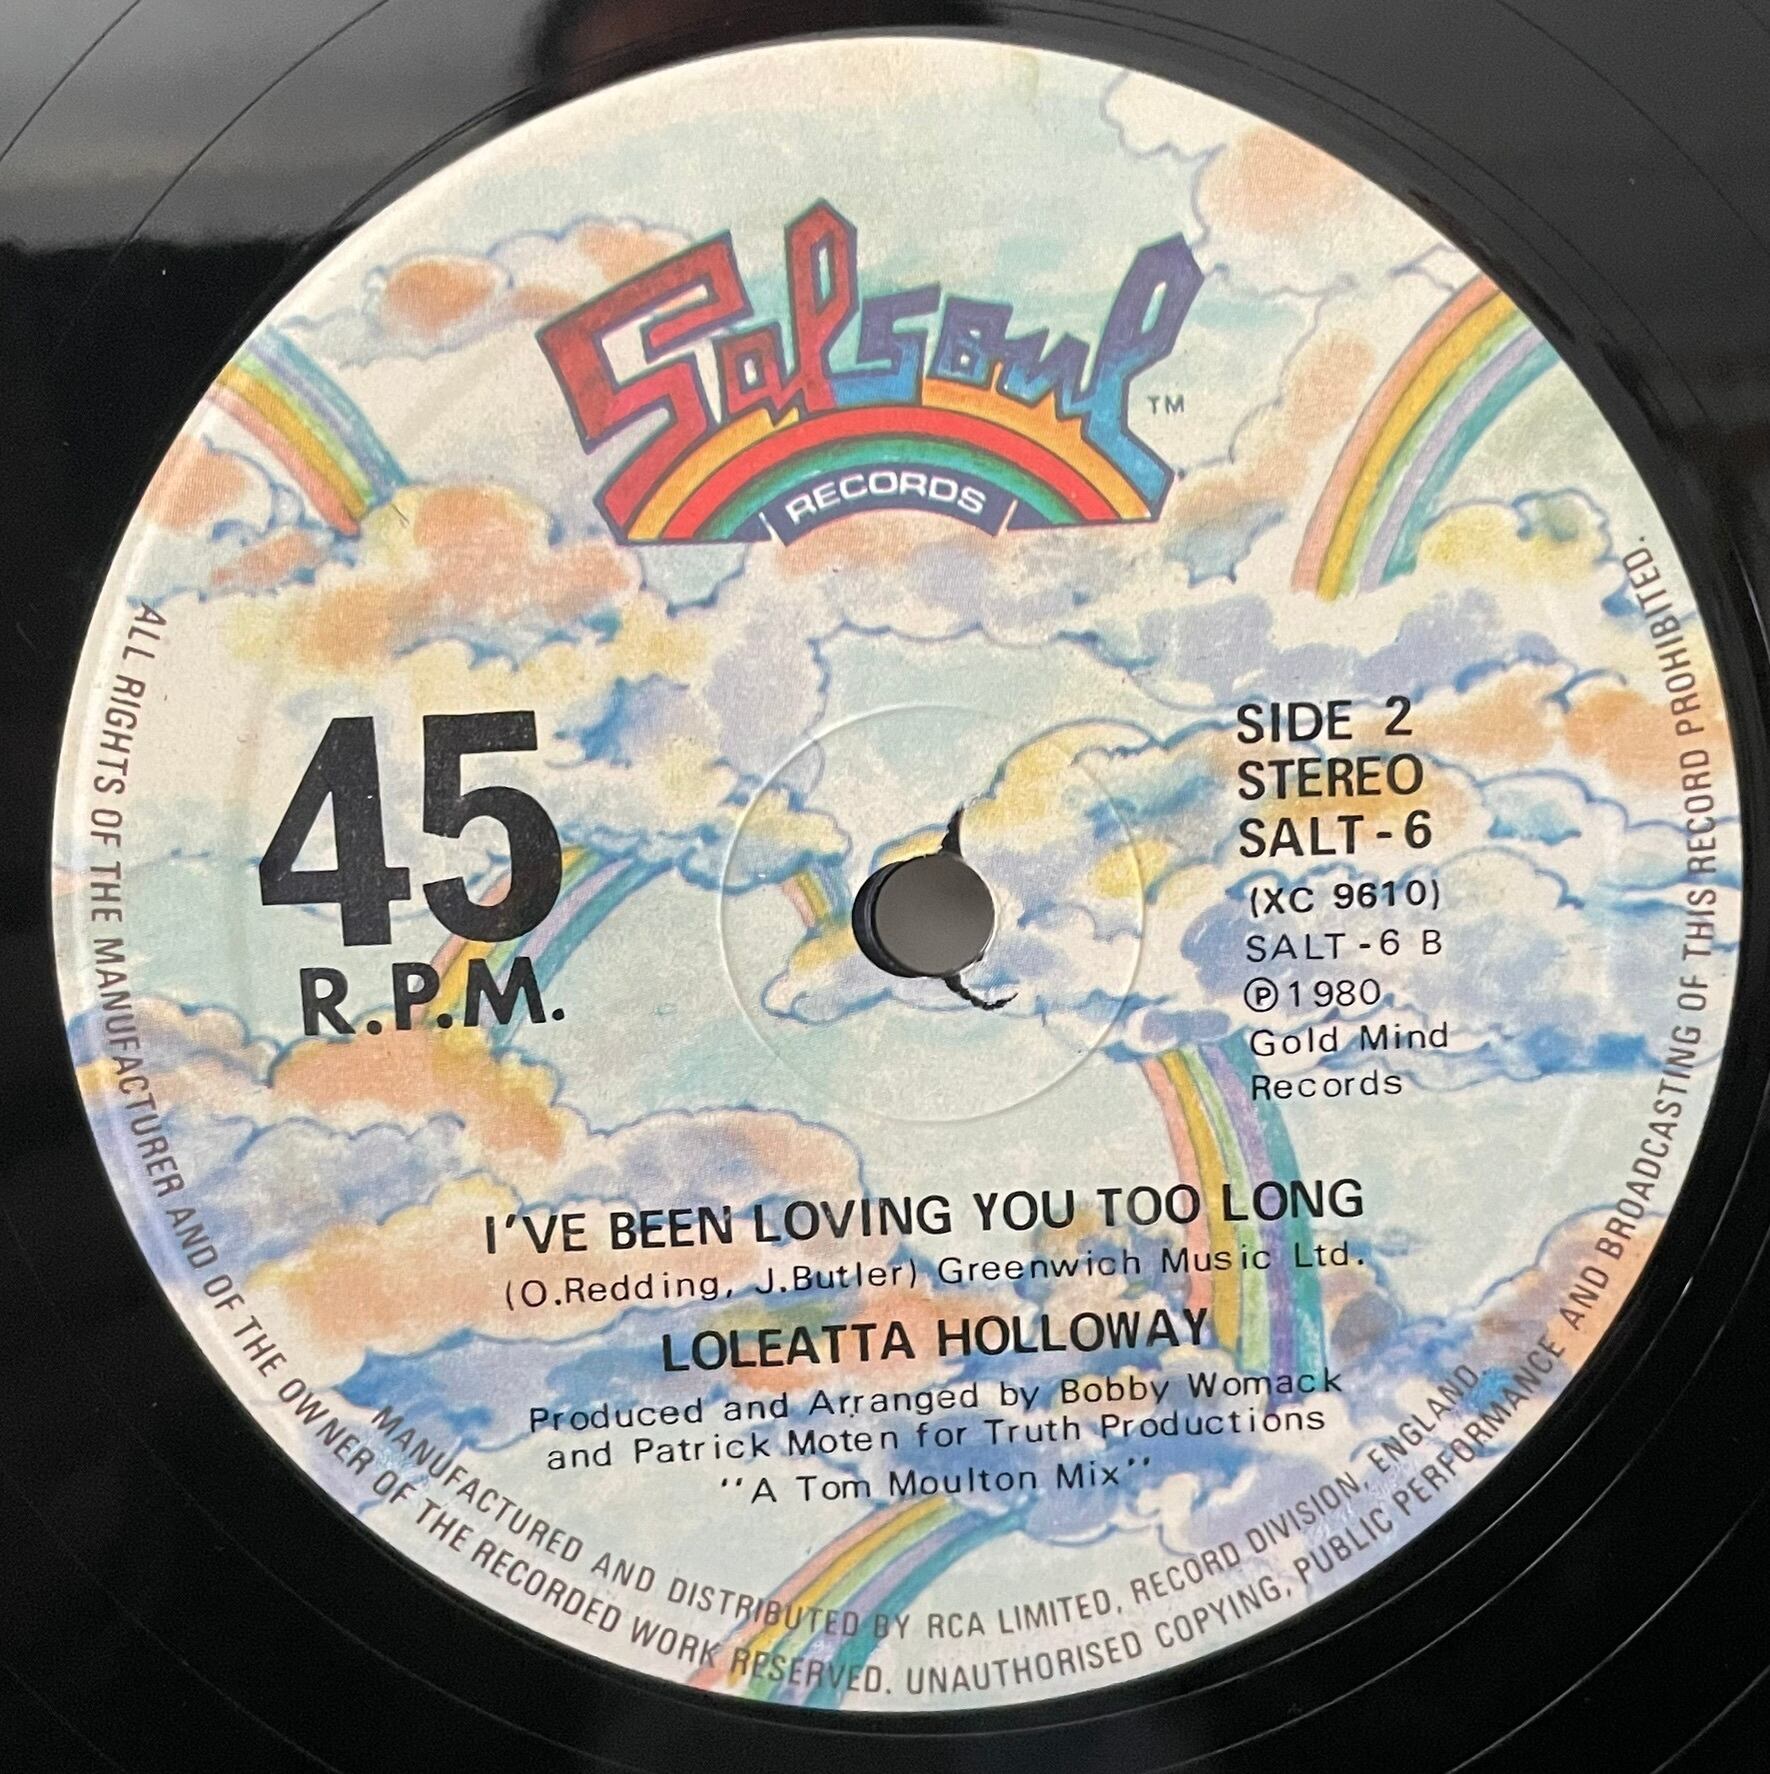 Salsoul TM
RECORDS
45
R.P.M.
SIDE 2
STEREO
SALT-6
(XC 9610)
SALT-6 B
Ⓟ1980
Gold Mind
Records
I'VE BEEN LOVING YOU TOO LONG
(O.Redding, J.Butler) Greenwich Music Ltd.
LOLEATTA HOLLOWAY
Produced and Arranged by Bobby Womack
and Patrick Moten for Truth Productions
''A Tom Moulton Mix''
MANUFACTURED AND DISTRIBUTED BY RCA LIMITED, RECORD DIVISION, ENGLAND.
ALL RIGHTS OF THE MANUFACTURER AND OF THE OWNER OF THE RECORDED WORK RESERVED. UNAUTHORISED COPYING, PUBLIC PERFORMANCE AND BROADCASTING OF THIS RECORD PROHIBITED.